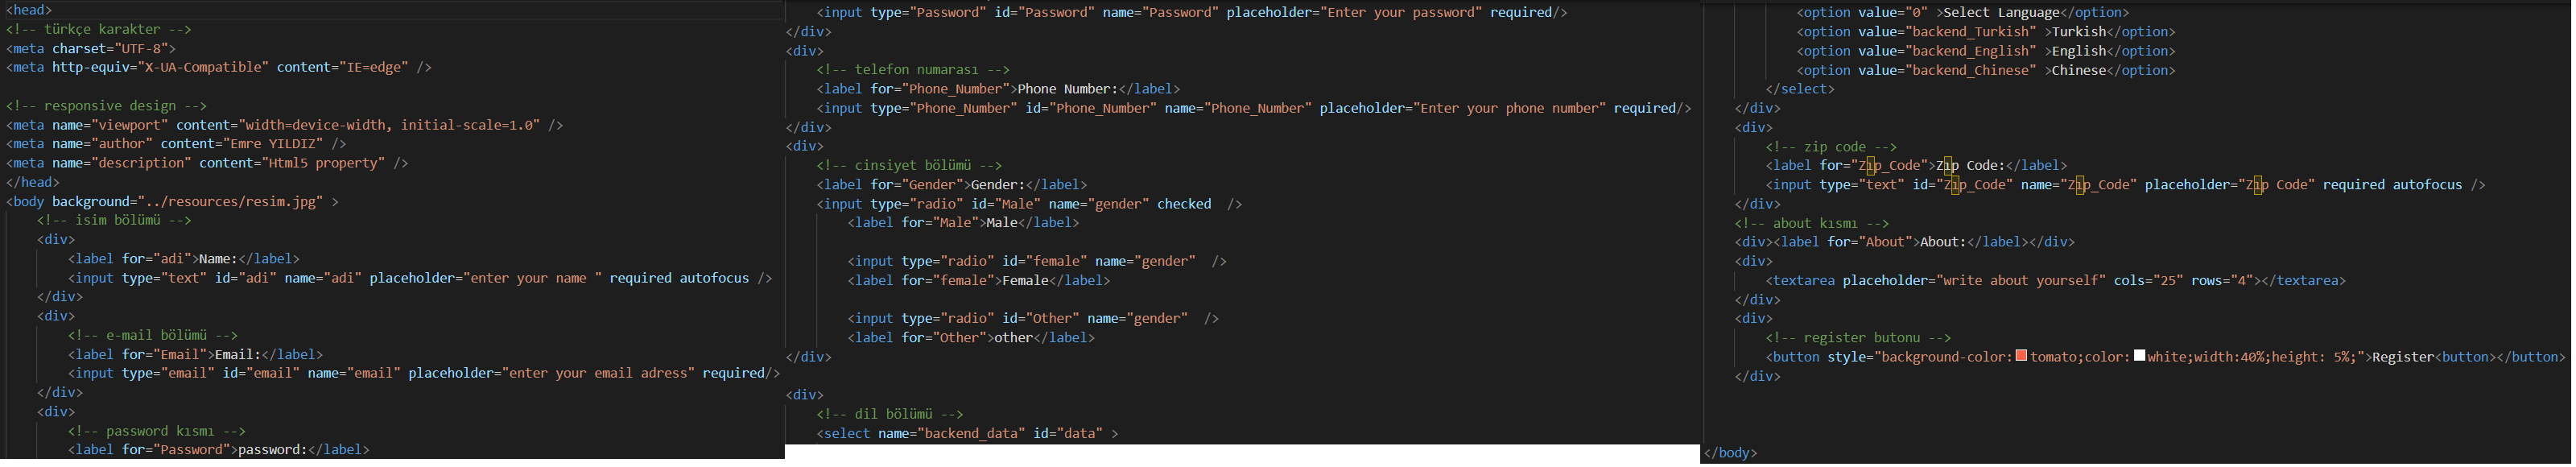 <head>
<!-- türkçe karakter -->
<meta charset="UTF-8">
<meta http-equiv="X-UA-Compatible" content="IE=edge" />
<!-- responsive design -->
<meta name="viewport" content="width=device-width, initial-scale=1.0" />
<meta name="author" content="Emre YILDIZ" />
<meta name="description" content="Html5 property" />
</head>
<body background="../resources/resim.jpg" >
<!-- isim bölümü -->
<div>
<label for="adi">Name:</label>
<input type="text" id="adi" name="adi" placeholder="enter your name " required autofocus />
</div>
<div>
<!-- e-mail bölümü -->
<label for="Email">Email:</label>
<input type="email" id="email" name="email" placeholder="enter your email adress" required/>
</div>
<div>
<!-- password kısmı -->
<label for="Password">password:</label>
<input type="Password" id="Password" name="Password" placeholder="Enter your password" required/>
</div>
<div>
<!-- telefon numarası -->
<label for="Phone_Number">Phone Number:</label>
<input type="Phone_Number" id="Phone_Number" name="Phone_Number" placeholder="Enter your phone number" required/>
</div>
<div>
<!-- cinsiyet bölümü -->
<label for="Gender">Gender:</label>
<input type="radio" id="Male" name="gender" checked  />
<label for="Male">Male</label>
<input type="radio" id="female" name="gender"  />
<label for="female">Female</label>
<input type="radio" id="Other" name="gender"  />
<label for="Other">other</label>
</div>
<div>
<!-- dil bölümü -->
<select name="backend_data" id="data" >
<option value="0" >Select Language</option>
<option value="backend_Turkish" >Turkish</option>
<option value="backend_English" >English</option>
<option value="backend_Chinese" >Chinese</option>
</select>
</div>
<div>
<!-- zip code -->
<label for="Zıp_Code">Zıp Code:</label>
<input type="text" id="Zıp_Code" name="Zıp_Code" placeholder="Zıp Code" required autofocus />
</div>
<!-- about kısmı -->
<div><label for="About">About:</label></div>
<div>
<textarea placeholder="write about yourself" cols="25" rows="4"></textarea>
</div>
<div>
<!-- register butonu -->
<button style="background-color:tomato;color:white;width:40%;height: 5%;">Register<button></button>
</div>
</body>